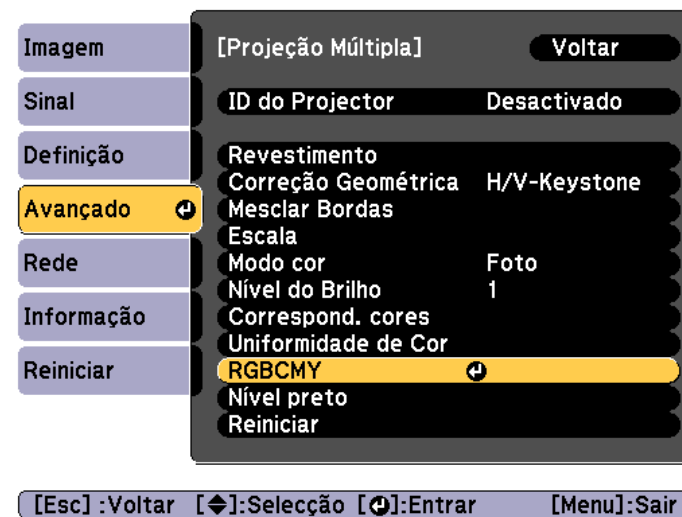 Imagem
Sinal
Definição
Avançado
Rede
Informação
Reiniciar
[Projeção Múltipla] Voltar
ID do Projector Desactivado
Revestimento
Correção Geométrica H/V-Keystone
Mesclar Bordas
Escala
Modo cor Foto
Nível do Brilho 1
Correspond. cores
Uniformidade de Cor
RGBCMY
Nível preto
Reiniciar
[Esc] :Voltar [◆]:Selecção [⏎]:Entrar [Menu]:Sair